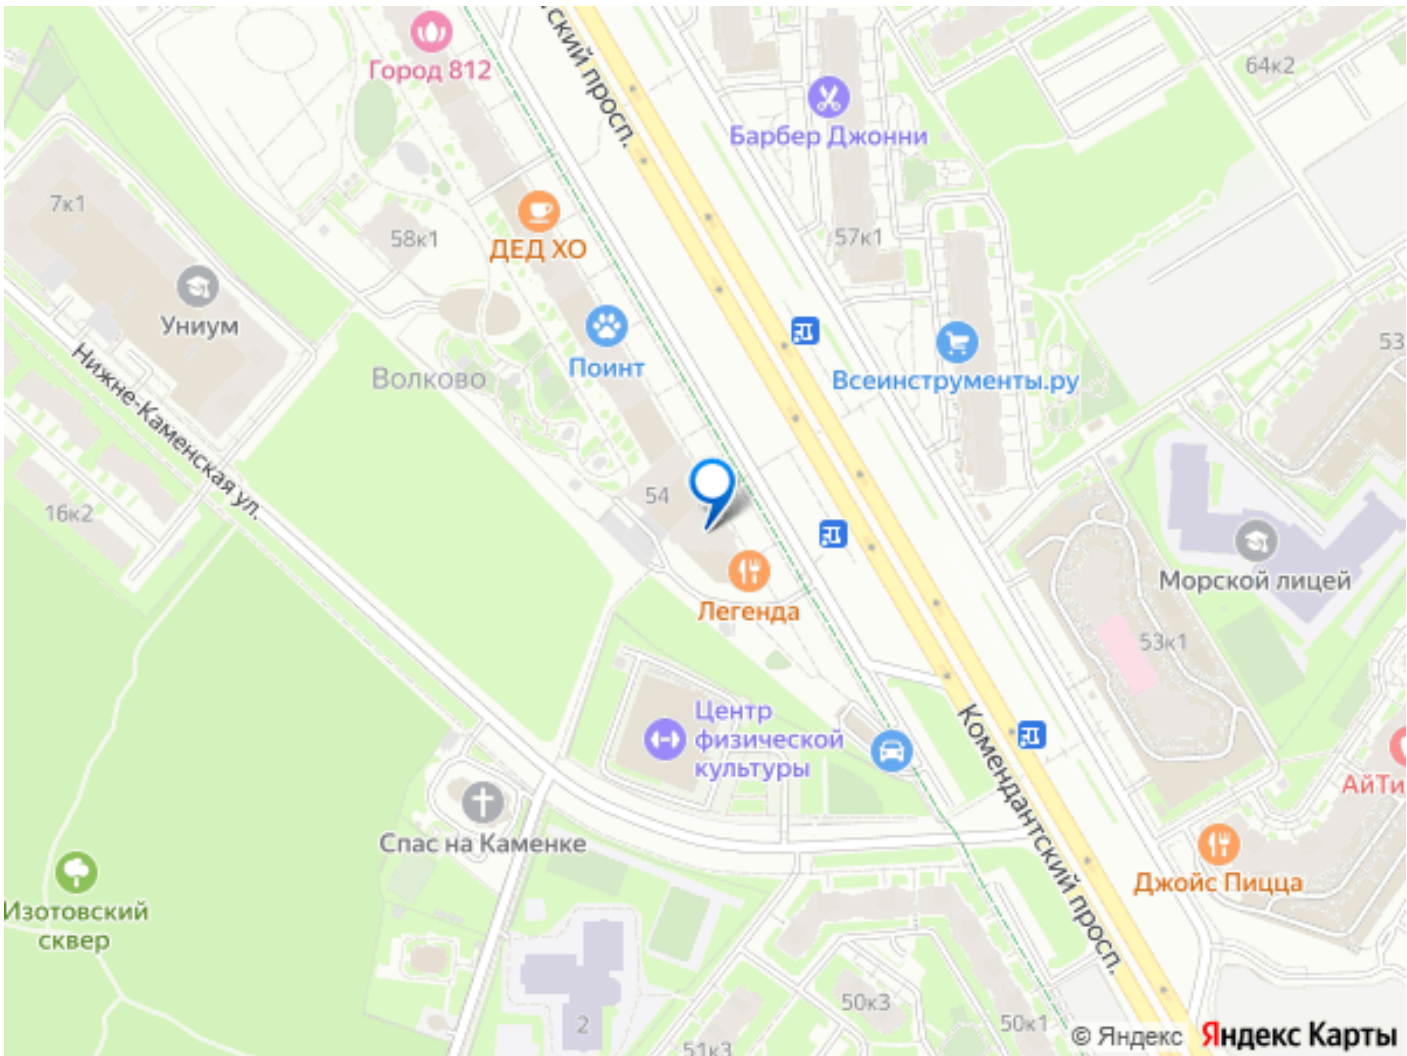 Город 812
ский просп.
64к2
Барбер Джонни
7к1
58к1
ДЕД ХО
57к1
Униум
Поинт
Волково
Всеинструменты.ру
53
Нижне-Каменская ул.
16к2
54
Морской лицей
Легенда
53к1
Центр
физической
культуры
Комендантский просп.
АйТи
Спас на Каменке
Джойс Пицца
Изотовский
сквер
50к3
2
50к1
51к3
© Яндекс Яндекс Карты